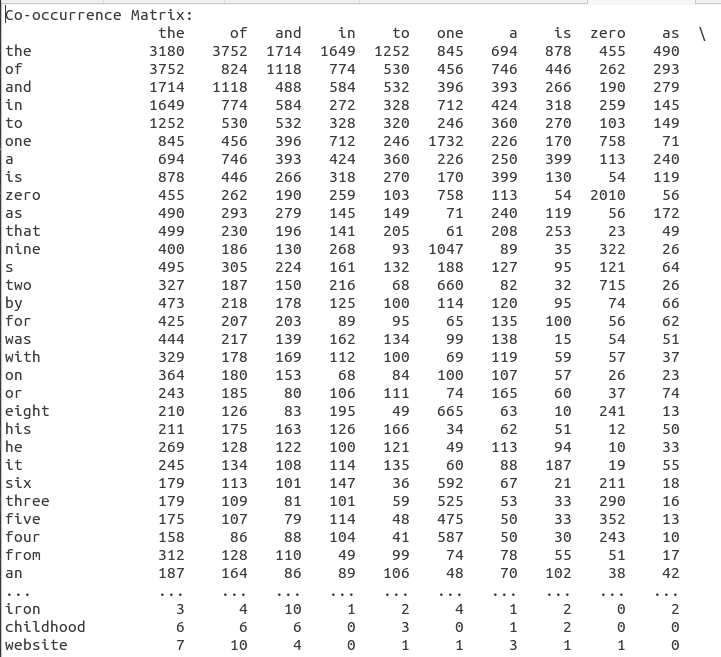 Co-occurrence Matrix:
the of and in to one a is zero as \
the 3180 3752 1714 1649 1252 845 694 878 455 490
of 3752 824 1118 774 530 456 746 446 262 293
and 1714 1118 488 584 532 396 393 266 190 279
in 1649 774 584 272 328 712 424 318 259 145
to 1252 530 532 328 320 246 360 270 103 149
one 845 456 396 712 246 1732 226 170 758 71
a 694 746 393 424 360 226 250 399 113 240
is 878 446 266 318 270 170 399 130 54 119
zero 455 262 190 259 103 758 113 54 2010 56
as 490 293 279 145 149 71 240 119 56 172
that 499 230 196 141 205 61 208 253 23 49
nine 400 186 130 268 93 1047 89 35 322 26
s 495 305 224 161 132 188 127 95 121 64
two 327 187 150 216 68 660 82 32 715 26
by 473 218 178 125 100 114 120 95 74 66
for 425 207 203 89 95 65 135 100 56 62
was 444 217 139 162 134 99 138 15 54 51
with 329 178 169 112 100 69 119 59 57 37
on 364 180 153 68 84 100 107 57 26 23
or 243 185 80 106 111 74 165 60 37 74
eight 210 126 83 195 49 665 63 10 241 13
his 211 175 163 126 166 34 62 51 12 50
he 269 128 122 100 121 49 113 94 10 33
it 245 134 108 114 135 60 88 187 19 55
six 179 113 101 147 36 592 67 21 211 18
three 179 109 81 101 59 525 53 33 290 16
five 175 107 79 114 48 475 50 33 352 13
four 158 86 88 104 41 587 50 30 243 10
from 312 128 110 49 99 74 78 55 51 17
an 187 164 86 89 106 48 70 102 38 42
... ... ... ... ... ... ... ... ... ... ...
iron 3 4 10 1 2 4 1 2 0 2
childhood 6 6 6 0 3 0 1 2 0 0
website 7 10 4 0 1 1 3 1 1 0